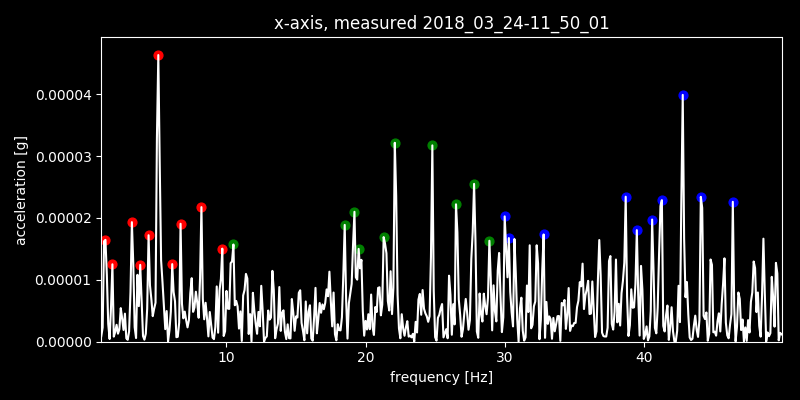 x-axis, measured 2018_03_24-11_50_01
acceleration [g]
0.00004
0.00003
0.00002
0.00001
0.00000
10 20 30 40
frequency [Hz]